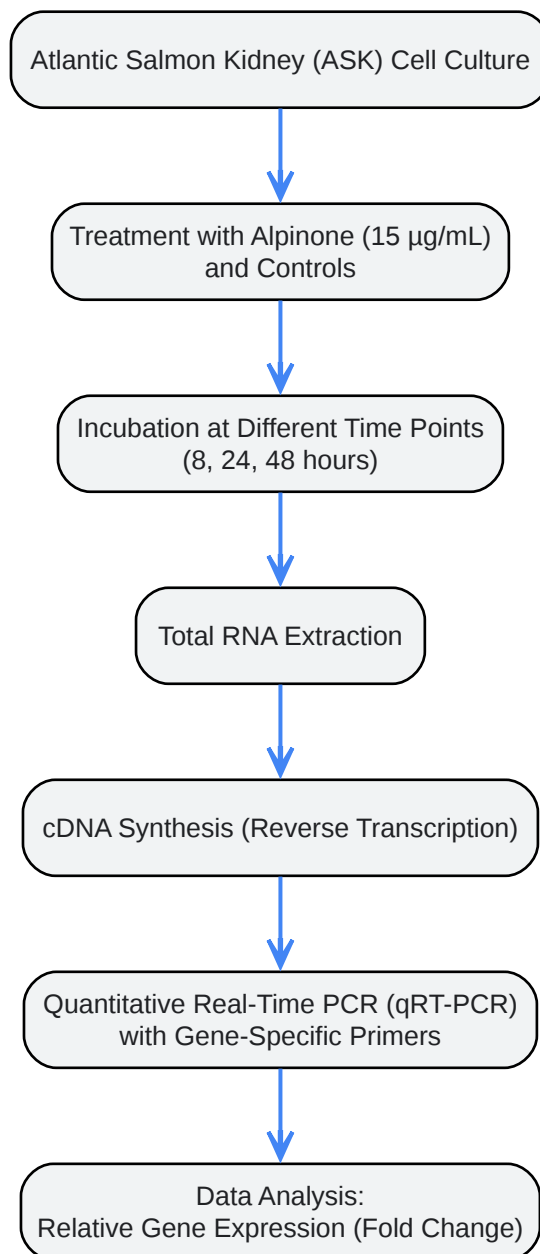 Atlantic Salmon Kidney (ASK) Cell Culture
Treatment with Alpinone (15 µg/mL)
and Controls
Incubation at Different Time Points
(8, 24, 48 hours)
Total RNA Extraction
cDNA Synthesis (Reverse Transcription)
Quantitative Real-Time PCR (qRT-PCR)
with Gene-Specific Primers
Data Analysis:
Relative Gene Expression (Fold Change)